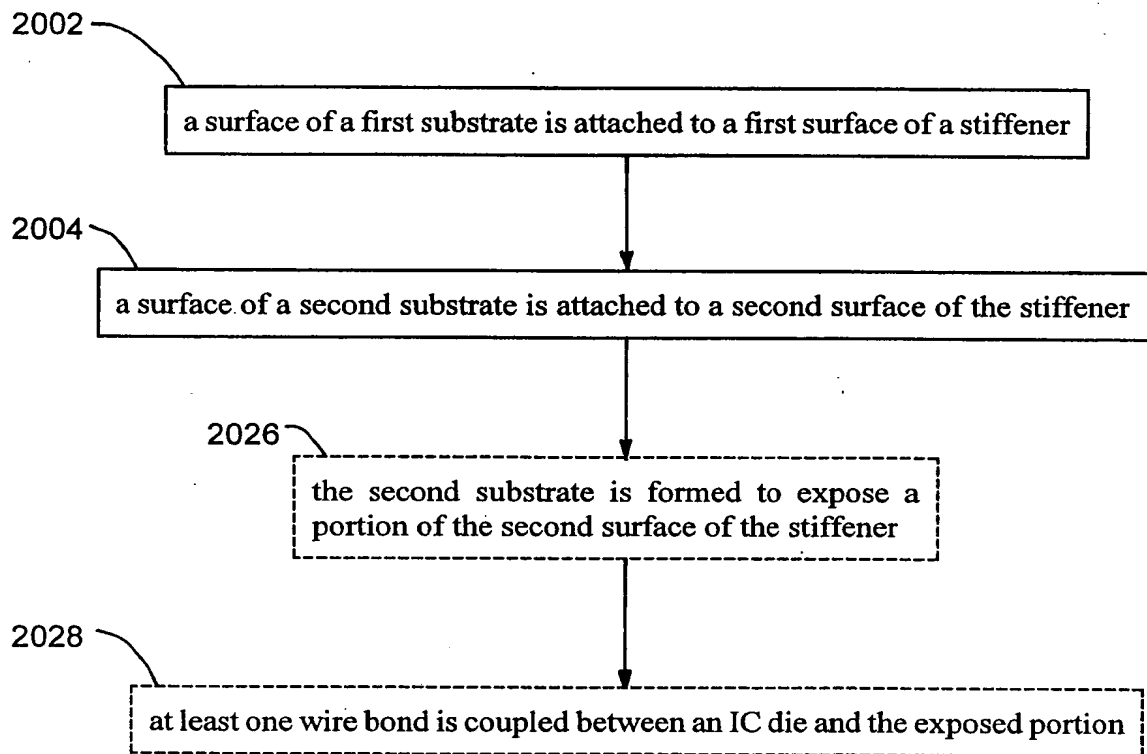 2002
a surface of a first substrate is attached to a first surface of a stiffener
2004
a surface of a second substrate is attached to a second surface of the stiffener
2026
the second substrate is formed to expose a
portion of the second surface of the stiffener
2028
at least one wire bond is coupled between an IC die and the exposed portion